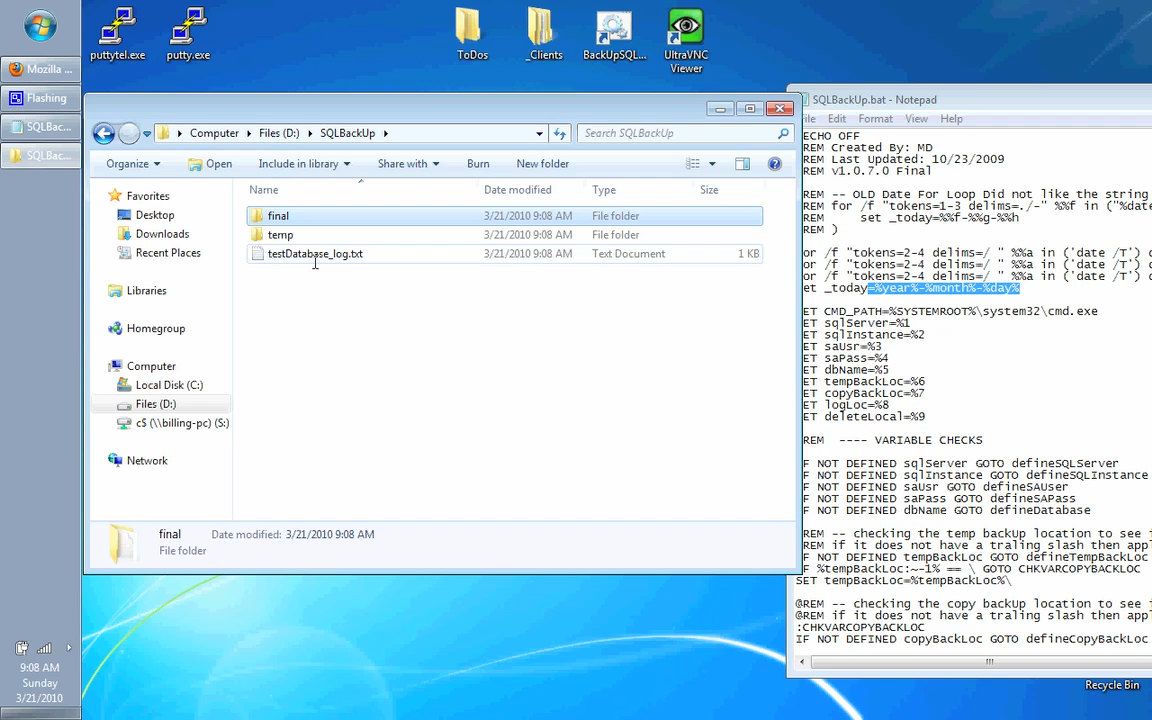 puttytel.exe
putty.exe
ToDos
_Clients
BackUpSQL...
UltraVNC
Viewer
Mozilla ...
Flashing
SQLBac...
SQLBac...
Computer
Files (D:)
SQLBackUp
Search SQLBackUp
Organize
Open
Include in library
Share with
Burn
New folder
Name
Date modified
Type
Size
Favorites
Desktop
Downloads
Recent Places
Libraries
Homegroup
Computer
Local Disk (C:)
Files (D:)
c$ (\\billing-pc) (S:)
Network
final 3/21/2010 9:08 AM File folder
temp 3/21/2010 9:08 AM File folder
testDatabase_log.txt 3/21/2010 9:08 AM Text Document 1 KB
final Date modified: 3/21/2010 9:08 AM
File folder
SQLBackUp.bat - Notepad
ile Edit Format View Help
ECHO OFF
REM Created By: MD
REM Last Updated: 10/23/2009
REM v1.0.7.0 Final
REM -- OLD Date For Loop Did not like the string
REM for /f "tokens=1-3 delims=./-" %%f in ("%date
REM set _today=%%f-%%g-%%h
REM )
or /f "tokens=2-4 delims=/ " %%a in ('date /T') d
or /f "tokens=2-4 delims=/ " %%a in ('date /T') d
or /f "tokens=2-4 delims=/ " %%a in ('date /T') d
et _today=%year%-%month%-%day%
ET CMD_PATH=%SYSTEMROOT%\system32\cmd.exe
ET sqlServer=%1
ET sqlInstance=%2
ET saUsr=%3
ET saPass=%4
ET dbName=%5
ET tempBackLoc=%6
ET copyBackLoc=%7
ET logLoc=%8
ET deleteLocal=%9
REM ---- VARIABLE CHECKS
F NOT DEFINED sqlServer GOTO defineSQLServer
F NOT DEFINED sqlInstance GOTO defineSQLInstance
F NOT DEFINED saUsr GOTO defineSAUser
F NOT DEFINED saPass GOTO defineSAPass
F NOT DEFINED dbName GOTO defineDatabase
REM -- checking the temp backUp location to see i
REM if it does not have a traling slash then appl
F NOT DEFINED tempBackLoc GOTO defineTempBackLoc
F %tempBackLoc:~-1% == \ GOTO CHKVARCOPYBACKLOC
SET tempBackLoc=%tempBackLoc%\
@REM -- checking the copy backUp location to see i
@REM if it does not have a traling slash then appl
:CHKVARCOPYBACKLOC
IF NOT DEFINED copyBackLoc GOTO defineCopyBackLoc
Recycle Bin
9:08 AM
Sunday
3/21/2010